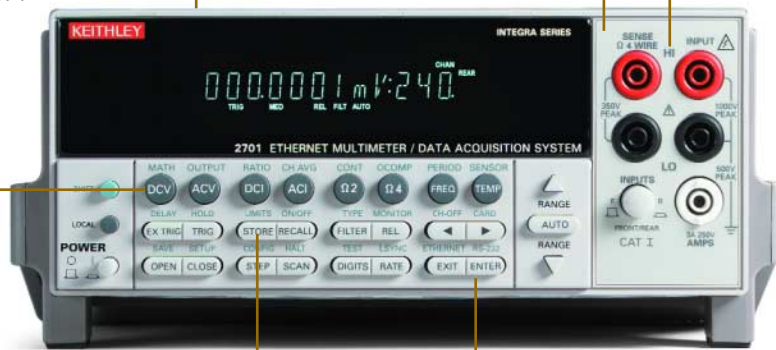 KEITHLEY
INTEGRA SERIES
000.0001 mV:240.
CHAN
REAR
TRIG MED REL FILT AUTO
2701 ETHERNET MULTIMETER / DATA ACQUISITION SYSTEM
SENSE
Ω 4 WIRE
INPUT
HI
350V
PEAK
1000V
PEAK
LO
500V
PEAK
INPUTS
F R
FRONT/REAR
CAT I
3A 250V
AMPS
MATH OUTPUT RATIO CH AVG CONT OCOMP PERIOD SENSOR
SHIFT DCV ACV DCI ACI Ω2 Ω4 FREQ TEMP
DELAY HOLD LIMITS ON/OFF TYPE MONITOR CH-OFF CARD
LOCAL EX TRIG TRIG STORE RECALL FILTER REL
SAVE SETUP CONFIG HALT TEST LSYNC ETHERNET RS-232
POWER OPEN CLOSE STEP SCAN DIGITS RATE EXIT ENTER
RANGE
AUTO
RANGE